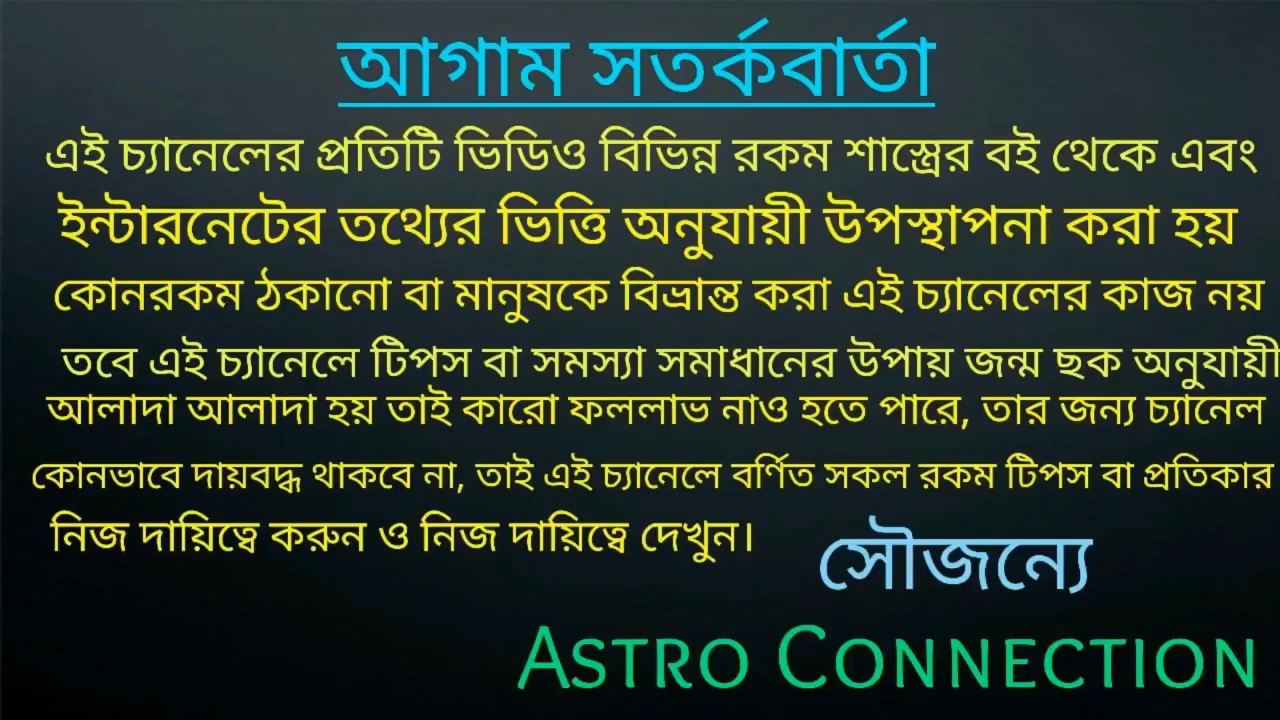 আগাম সতর্কবার্তা
এই চ্যানেলের প্রতিটি ভিডিও বিভিন্ন রকম শাস্ত্রের বই থেকে এবং
ইন্টারনেটের তথ্যের ভিত্তি অনুযায়ী উপস্থাপনা করা হয়
কোনরকম ঠকানো বা মানুষকে বিভ্রান্ত করা এই চ্যানেলের কাজ নয়
তবে এই চ্যানেলে টিপস বা সমস্যা সমাধানের উপায় জন্ম ছক অনুযায়ী
আলাদা আলাদা হয় তাই কারো ফললাভ নাও হতে পারে, তার জন্য চ্যানেল
কোনভাবে দায়বদ্ধ থাকবে না, তাই এই চ্যানেলে বর্ণিত সকল রকম টিপস বা প্রতিকার
নিজ দায়িত্বে করুন ও নিজ দায়িত্বে দেখুন।
সৌজন্যে
ASTRO CONNECTION